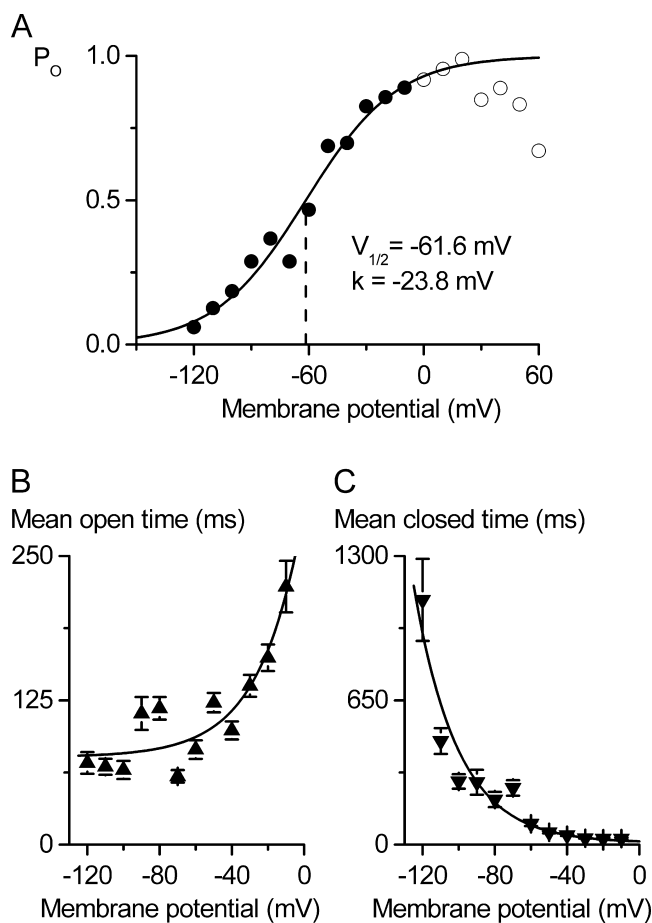 A
P_O
1.0
0.5
V_1/2 = -61.6 mV
k = -23.8 mV
0.0
-120 -60 0 60
Membrane potential (mV)
B
Mean open time (ms)
250
125
0
-120 -80 -40 0
Membrane potential (mV)
C
Mean closed time (ms)
1300
650
0
-120 -80 -40 0
Membrane potential (mV)